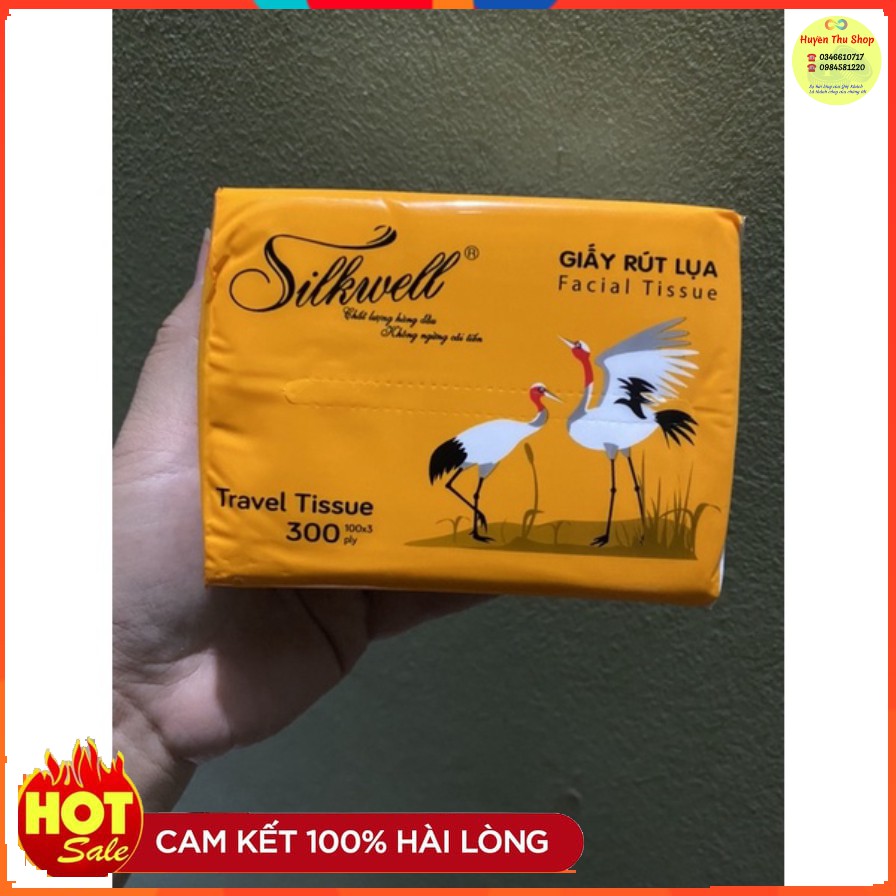 Huyền Thu Shop
☎ 0346610717
☎ 0984581220
Silkwell®
Chất lượng hàng đầu
Không ngừng cải tiến
GIẤY RÚT LỤA
Facial Tissue
Travel Tissue
300 100x3
ply
HOT
Sale
CAM KẾT 100% HÀI LÒNG